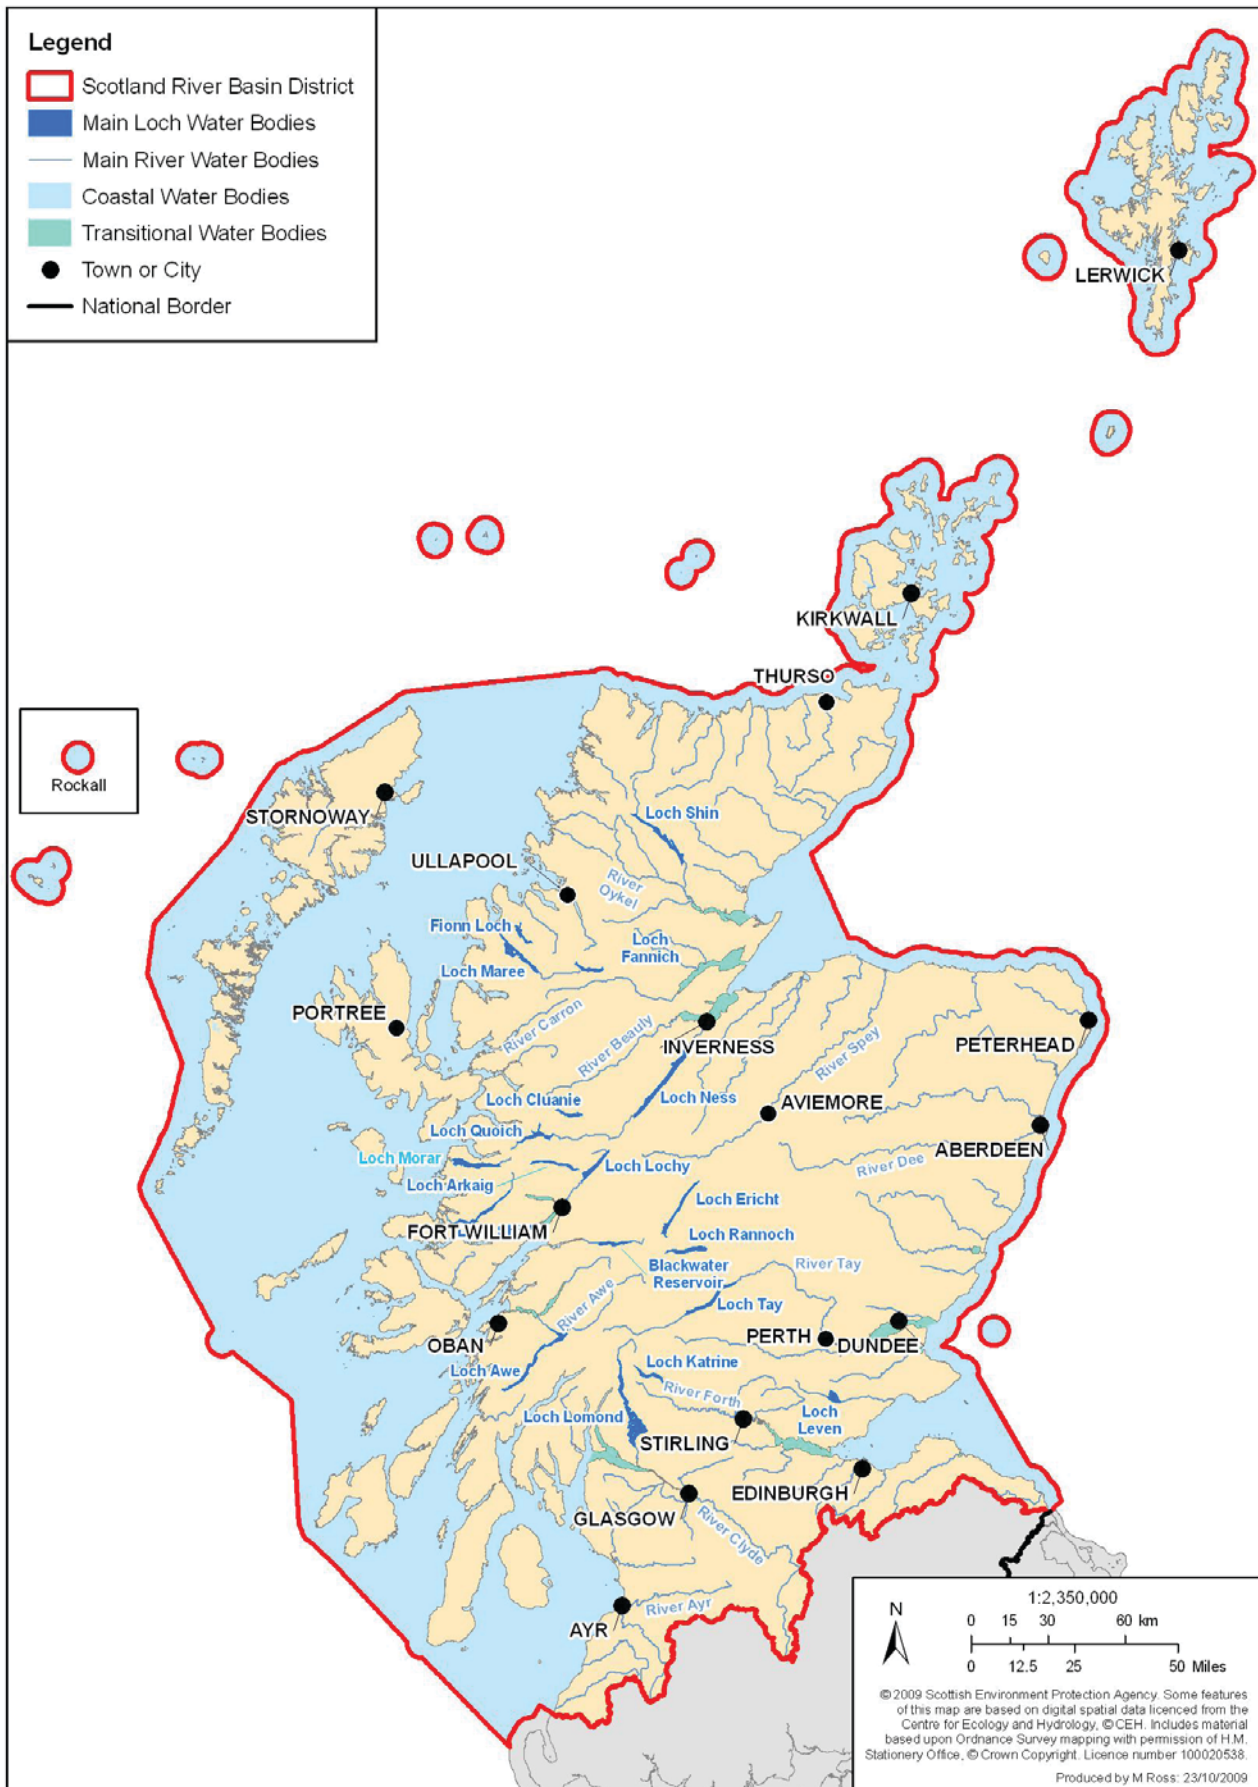 Legend
Scotland River Basin District
Main Loch Water Bodies
Main River Water Bodies
Coastal Water Bodies
Transitional Water Bodies
Town or City
National Border
LERWICK
KIRKWALL
THURSO
Rockall
STORNOWAY
Loch Shin
ULLAPOOL
River
Oykel
Fionn Loch
Loch
Fannich
Loch Maree
PORTREE
River Carron
River Beauly
INVERNESS
River Spey
PETERHEAD
Loch Cluanie
Loch Ness
AVIEMORE
Loch Quoich
ABERDEEN
Loch Morar
Loch Lochy
River Dee
Loch Arkaig
Loch Ericht
FORT WILLIAM
Loch Rannoch
Blackwater
Reservoir
River Tay
River Awe
Loch Tay
OBAN
PERTH
DUNDEE
Loch Awe
Loch Katrine
River Forth
Loch
Leven
Loch Lomond
STIRLING
EDINBURGH
GLASGOW
River Clyde
AYR
River Ayr
N
1:2,350,000
0 15 30 60 km
0 12.5 25 50 Miles
© 2009 Scottish Environment Protection Agency. Some features
of this map are based on digital spatial data licenced from the
Centre for Ecology and Hydrology, © CEH. Includes material
based upon Ordnance Survey mapping with permission of H.M.
Stationery Office, © Crown Copyright. Licence number 100020538.
Produced by M Ross: 23/10/2009